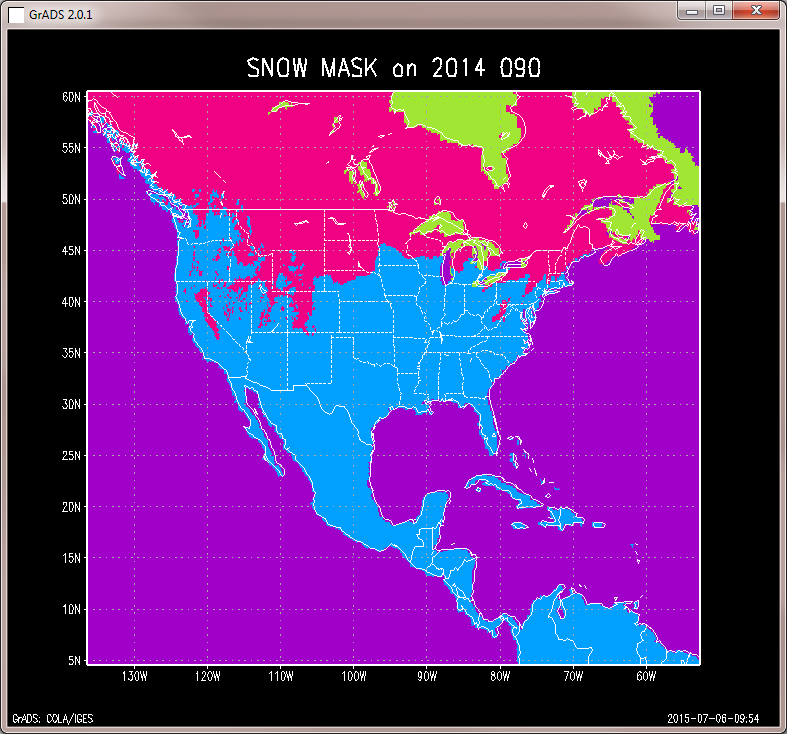 GrADS 2.0.1
SNOW MASK on 2014 090
60N
55N
50N
45N
40N
35N
30N
25N
20N
15N
10N
5N
130W 120W 110W 100W 90W 80W 70W 60W
GrADS: COLA/IGES 2015-07-06-09:54